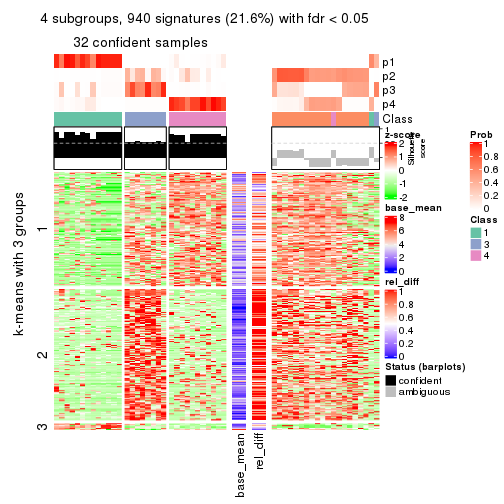 4 subgroups, 940 signatures (21.6%) with fdr < 0.05
32 confident samples
p1
p2
p3
p4
Class
1
Silhouette
score
k-means with 3 groups
1
2
3
base_mean
rel_diff
z-score
2
1
0
-1
-2
base_mean
8
6
4
2
0
rel_diff
1
0.8
0.6
0.4
0.2
0
Status (barplots)
confident
ambiguous
Prob
1
0.8
0.6
0.4
0.2
0
Class
1
3
4